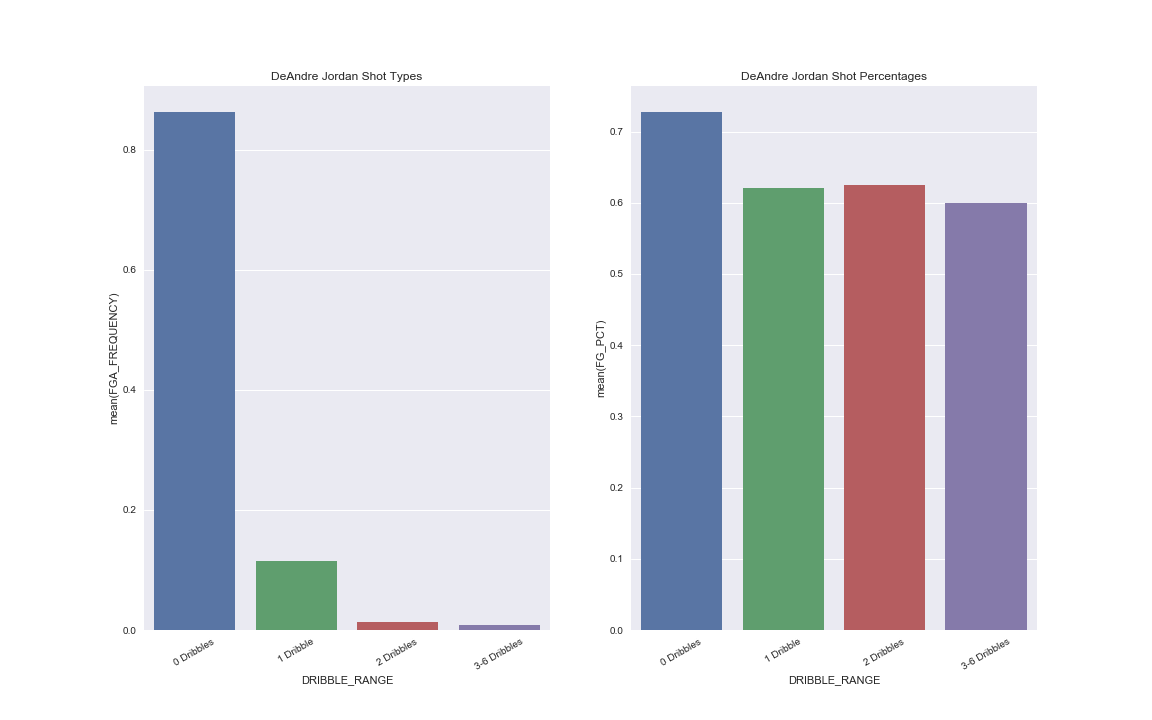 DeAndre Jordan Shot Types
mean(FGA_FREQUENCY)
0.8
0.6
0.4
0.2
0.0
0 Dribbles
1 Dribble
2 Dribbles
3-6 Dribbles
DRIBBLE_RANGE
DeAndre Jordan Shot Percentages
mean(FG_PCT)
0.7
0.6
0.5
0.4
0.3
0.2
0.1
0.0
0 Dribbles
1 Dribble
2 Dribbles
3-6 Dribbles
DRIBBLE_RANGE